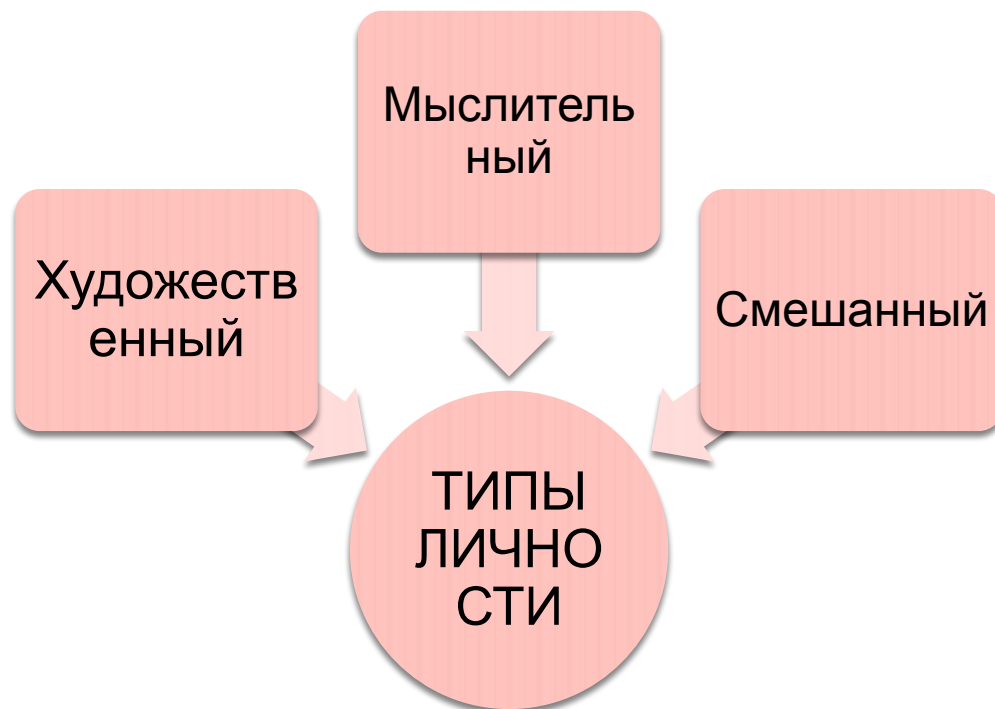 Мыслитель
ный
Художеств
енный
Смешанный
ТИПЫ
ЛИЧНО
СТИ